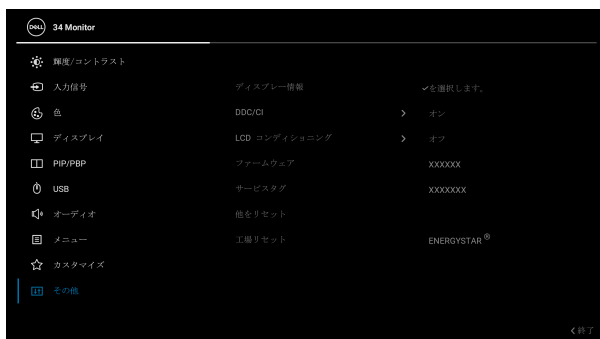 DELL 34 Monitor
輝度/コントラスト
入力信号
ディスプレー情報 ✓を選択します。
色
DDC/CI > オン
ディスプレイ
LCD コンディショニング > オフ
PIP/PBP
ファームウェア XXXXXX
USB
サービスタグ XXXXXXX
オーディオ
他をリセット
メニュー
工場リセット ENERGYSTAR®
カスタマイズ
その他
<終了